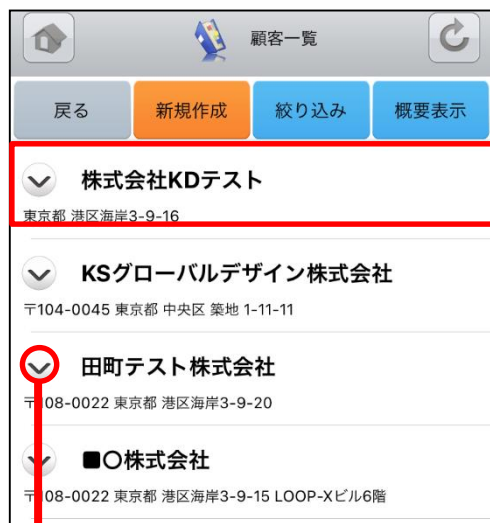 顧客一覧
戻る 新規作成 絞り込み 概要表示
株式会社KDテスト
東京都 港区海岸3-9-16
KSグローバルデザイン株式会社
〒104-0045 東京都 中央区 築地 1-11-11
田町テスト株式会社
〒108-0022 東京都 港区海岸3-9-20
■〇株式会社
〒108-0022 東京都 港区海岸3-9-15 LOOP-Xビル6階